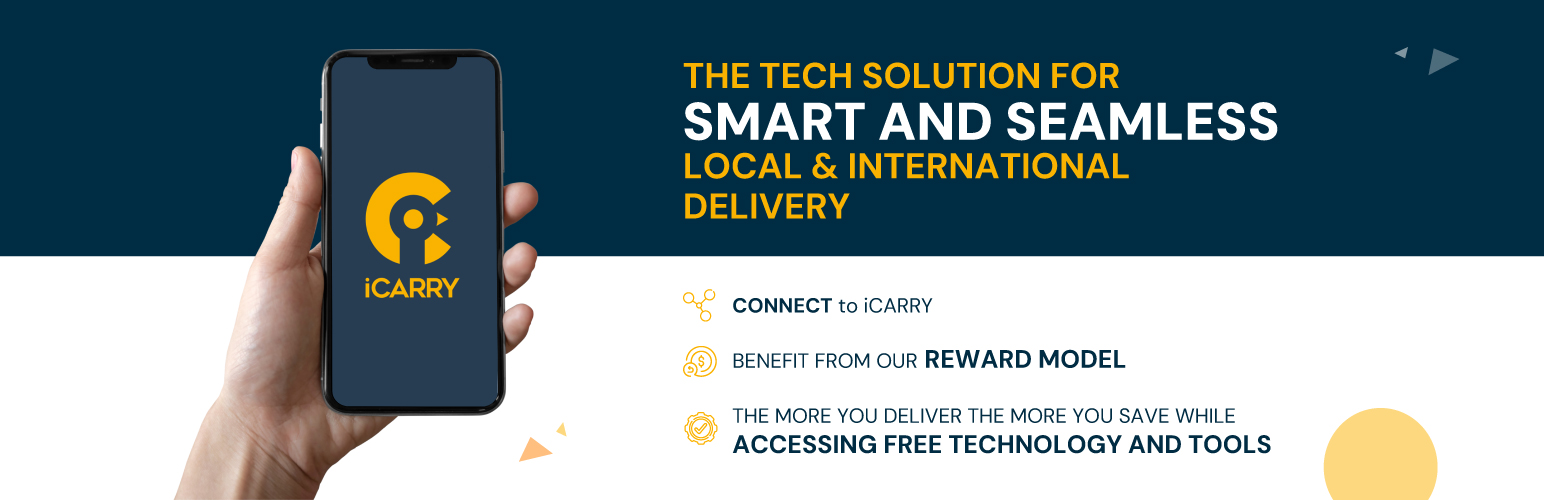 iCARRY
THE TECH SOLUTION FOR
SMART AND SEAMLESS
LOCAL & INTERNATIONAL
DELIVERY
CONNECT to iCARRY
BENEFIT FROM OUR REWARD MODEL
THE MORE YOU DELIVER THE MORE YOU SAVE WHILE
ACCESSING FREE TECHNOLOGY AND TOOLS